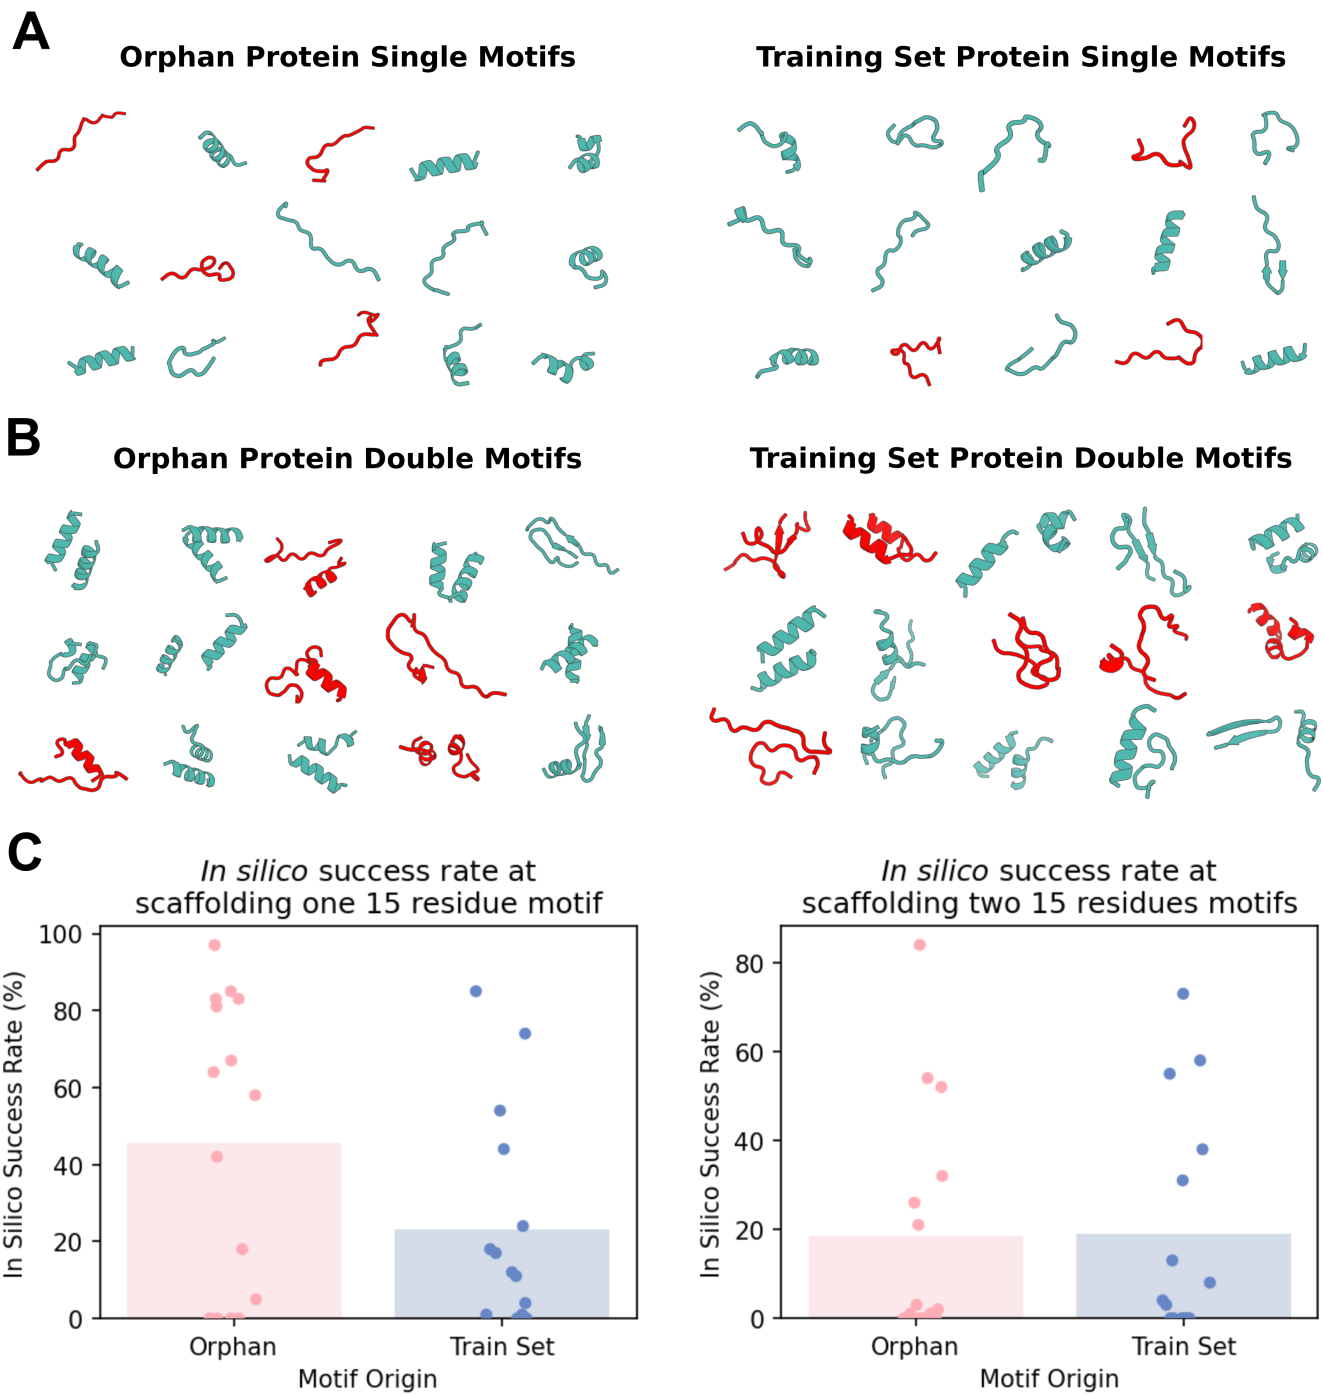 A
Orphan Protein Single Motifs
Training Set Protein Single Motifs
B
Orphan Protein Double Motifs
Training Set Protein Double Motifs
C
In silico success rate at
scaffolding one 15 residue motif
In Silico Success Rate (%)
100
80
60
40
20
0
Orphan
Train Set
Motif Origin
In silico success rate at
scaffolding two 15 residues motifs
In Silico Success Rate (%)
80
60
40
20
0
Orphan
Train Set
Motif Origin